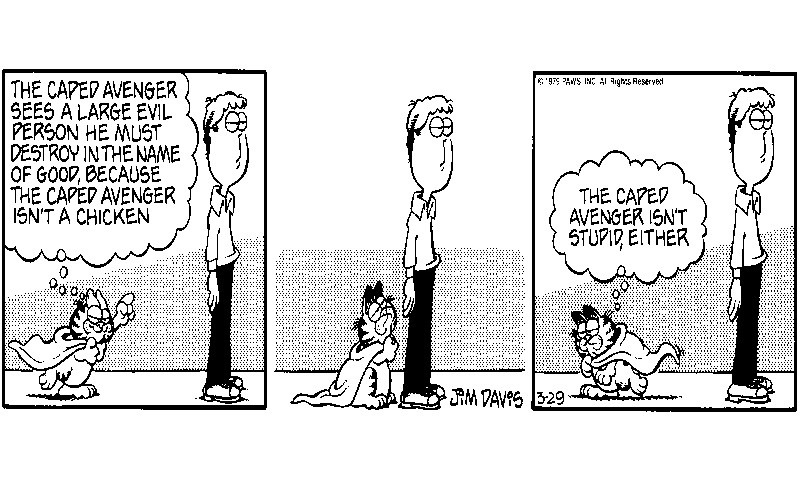 THE CAPED AVENGER
SEES A LARGE EVIL
PERSON HE MUST
DESTROY IN THE NAME
OF GOOD, BECAUSE
THE CAPED AVENGER
ISN'T A CHICKEN
JIM DAVIS
© 1979 PAWS, INC. All Rights Reserved
THE CAPED
AVENGER ISN'T
STUPID, EITHER
3-29